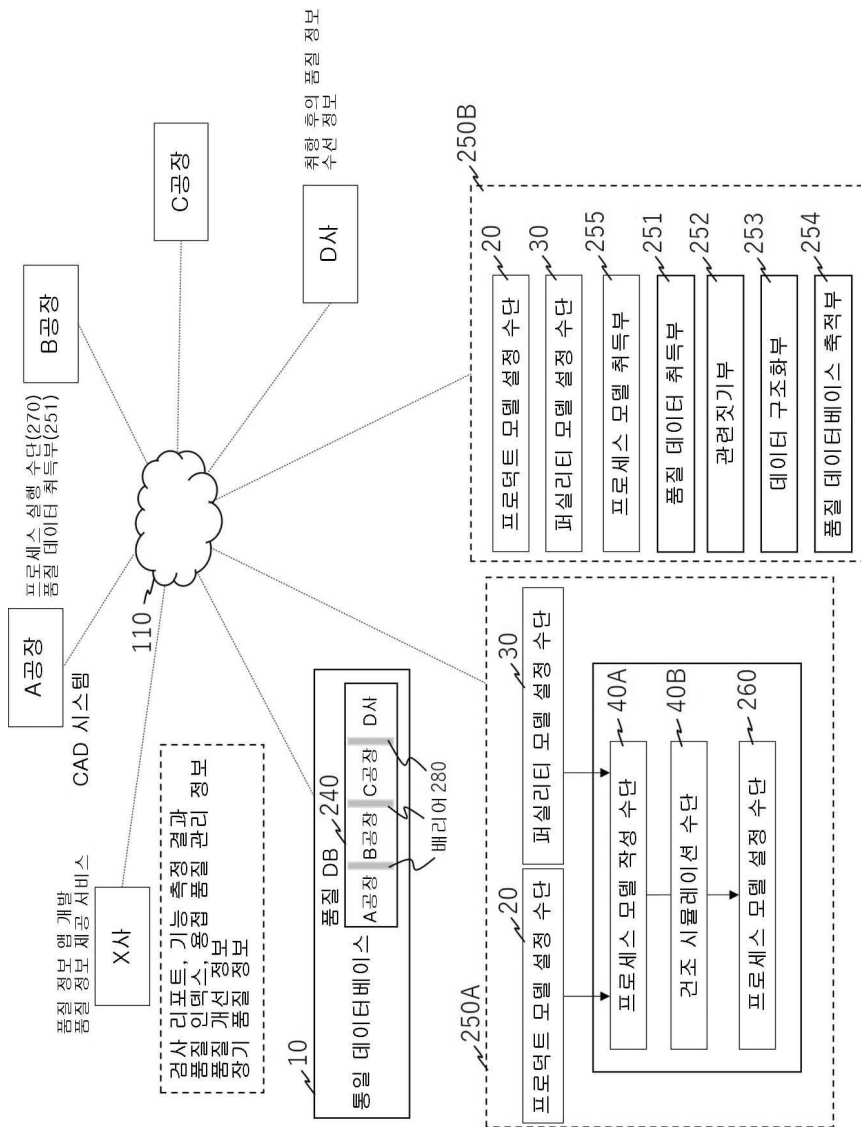 품질 정보 앱 개발
품질 정보 제공 서비스
X사
검사 리포트, 기능 측정 결과
품질 인덱스, 용접 품질 관리 정보
품질 개선 정보
장기 품질 정보
CAD 시스템
A공장
프로세스 실행 수단(270)
품질 데이터 취득부(251)
B공장
C공장
D사
취항 후의 품질 정보
수선 정보
110
10
통일 데이터베이스
품질 DB
240
A공장
B공장
C공장
D사
배리어280
250A
20
프로덕트 모델 설정 수단
30
퍼실리티 모델 설정 수단
프로세스 모델 작성 수단
40A
건조 시뮬레이션 수단
40B
프로세스 모델 설정 수단
260
250B
프로덕트 모델 설정 수단
20
퍼실리티 모델 설정 수단
30
프로세스 모델 취득부
255
품질 데이터 취득부
251
관련짓기부
252
데이터 구조화부
253
품질 데이터베이스 축적부
254